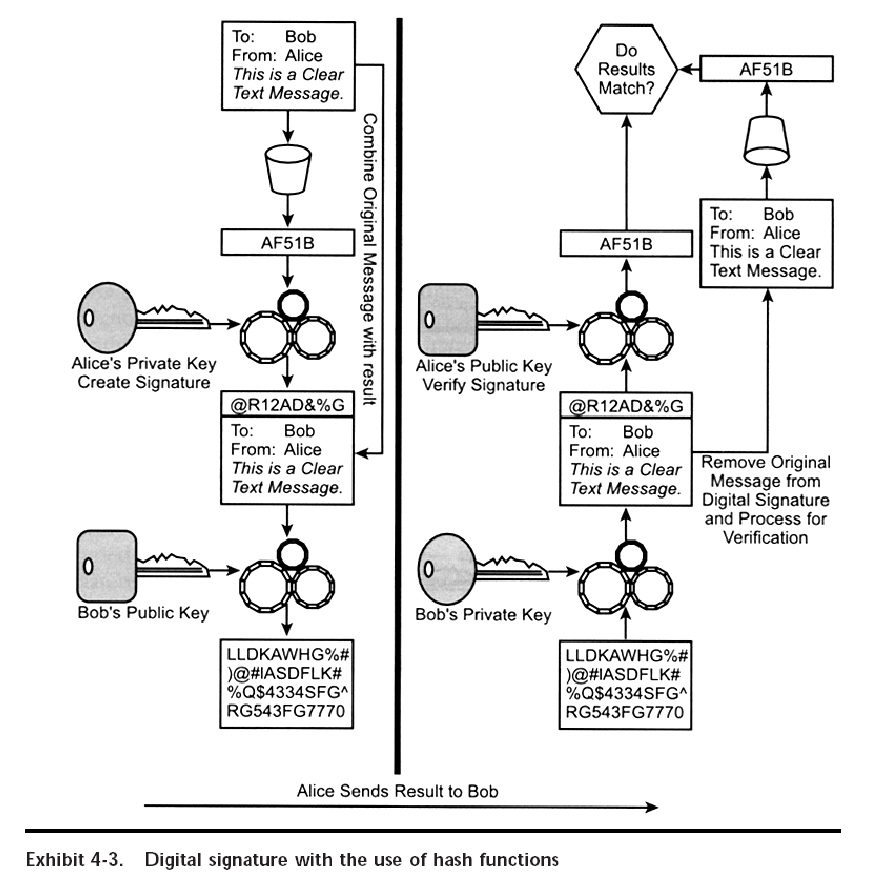 To: Bob
From: Alice
This is a Clear
Text Message.
Combine Original Message with result
AF51B
Alice's Private Key
Create Signature
@R12AD&%G
To: Bob
From: Alice
This is a Clear
Text Message.
Bob's Public Key
LLDKAWHG%#
)@#IASDFLK#
%Q$4334SFG^
RG543FG7770
Do
Results
Match?
AF51B
To: Bob
From: Alice
This is a Clear
Text Message.
AF51B
Alice's Public Key
Verify Signature
@R12AD&%G
To: Bob
From: Alice
This is a Clear
Text Message.
Remove Original
Message from
Digital Signature
and Process for
Verification
Bob's Private Key
LLDKAWHG%#
)@#IASDFLK#
%Q$4334SFG^
RG543FG7770
Alice Sends Result to Bob
Exhibit 4-3. Digital signature with the use of hash functions